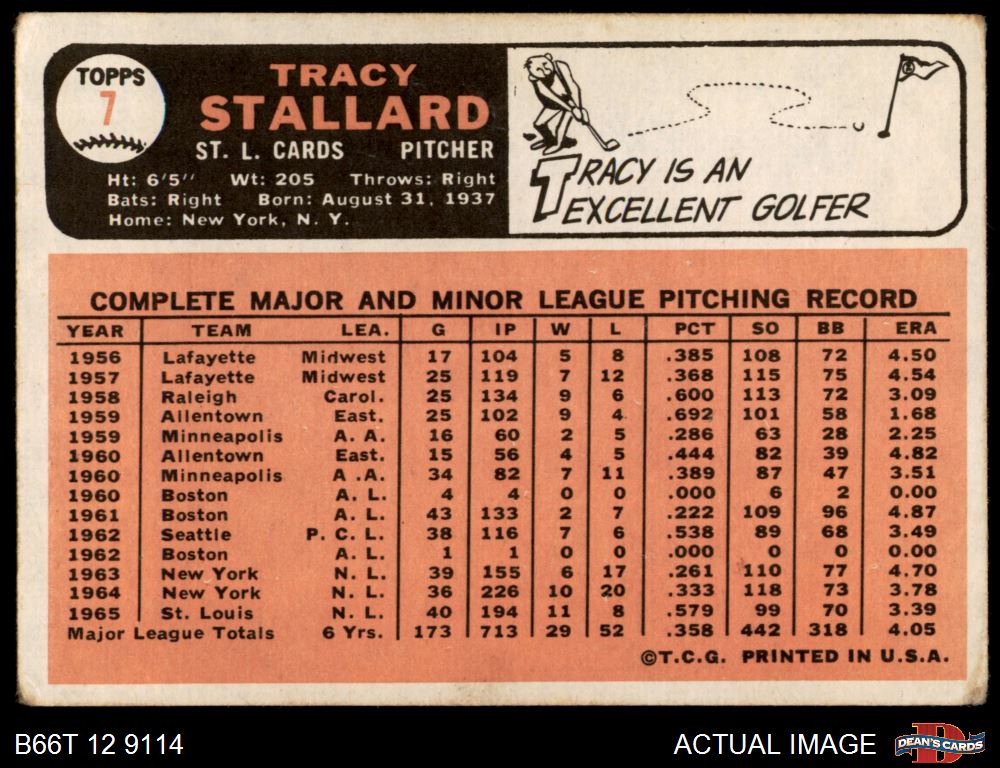 TOPPS
7
TRACY
STALLARD
ST. L. CARDS PITCHER
Ht: 6'5" Wt: 205 Throws: Right
Bats: Right Born: August 31, 1937
Home: New York, N. Y.
TRACY IS AN
EXCELLENT GOLFER
COMPLETE MAJOR AND MINOR LEAGUE PITCHING RECORD
YEAR TEAM LEA. G IP W L PCT SO BB ERA
1956 Lafayette Midwest 17 104 5 8 .385 108 72 4.50
1957 Lafayette Midwest 25 119 7 12 .368 115 75 4.54
1958 Raleigh Carol. 25 134 9 6 .600 113 72 3.09
1959 Allentown East. 25 102 9 4 .692 101 58 1.68
1959 Minneapolis A. A. 16 60 2 5 .286 63 28 2.25
1960 Allentown East. 15 56 4 5 .444 82 39 4.82
1960 Minneapolis A .A. 34 82 7 11 .389 87 47 3.51
1960 Boston A. L. 4 4 0 0 .000 6 2 0.00
1961 Boston A. L. 43 133 2 7 .222 109 96 4.87
1962 Seattle P. C. L. 38 116 7 6 .538 89 68 3.49
1962 Boston A. L. 1 1 0 0 .000 0 0 0.00
1963 New York N. L. 39 155 6 17 .261 110 77 4.70
1964 New York N. L. 36 226 10 20 .333 118 73 3.78
1965 St. Louis N. L. 40 194 11 8 .579 99 70 3.39
Major League Totals 6 Yrs. 173 713 29 52 .358 442 318 4.05
©T.C.G. PRINTED IN U.S.A.
B66T 12 9114
ACTUAL IMAGE
DEAN'S CARDS